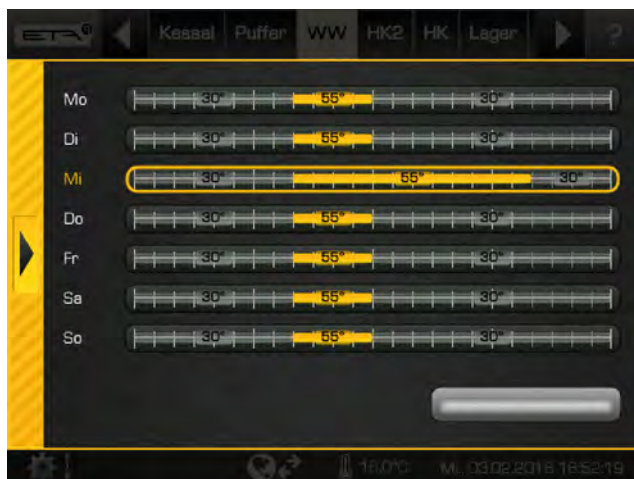 ETA
Kessel Puffer WW HK2 HK Lager ?
Mo 30° 55° 30°
Di 30° 55° 30°
Mi 30° 55° 30°
Do 30° 55° 30°
Fr 30° 55° 30°
Sa 30° 55° 30°
So 30° 55° 30°
16.0°C Mi. 03.02.2016 16:52:19